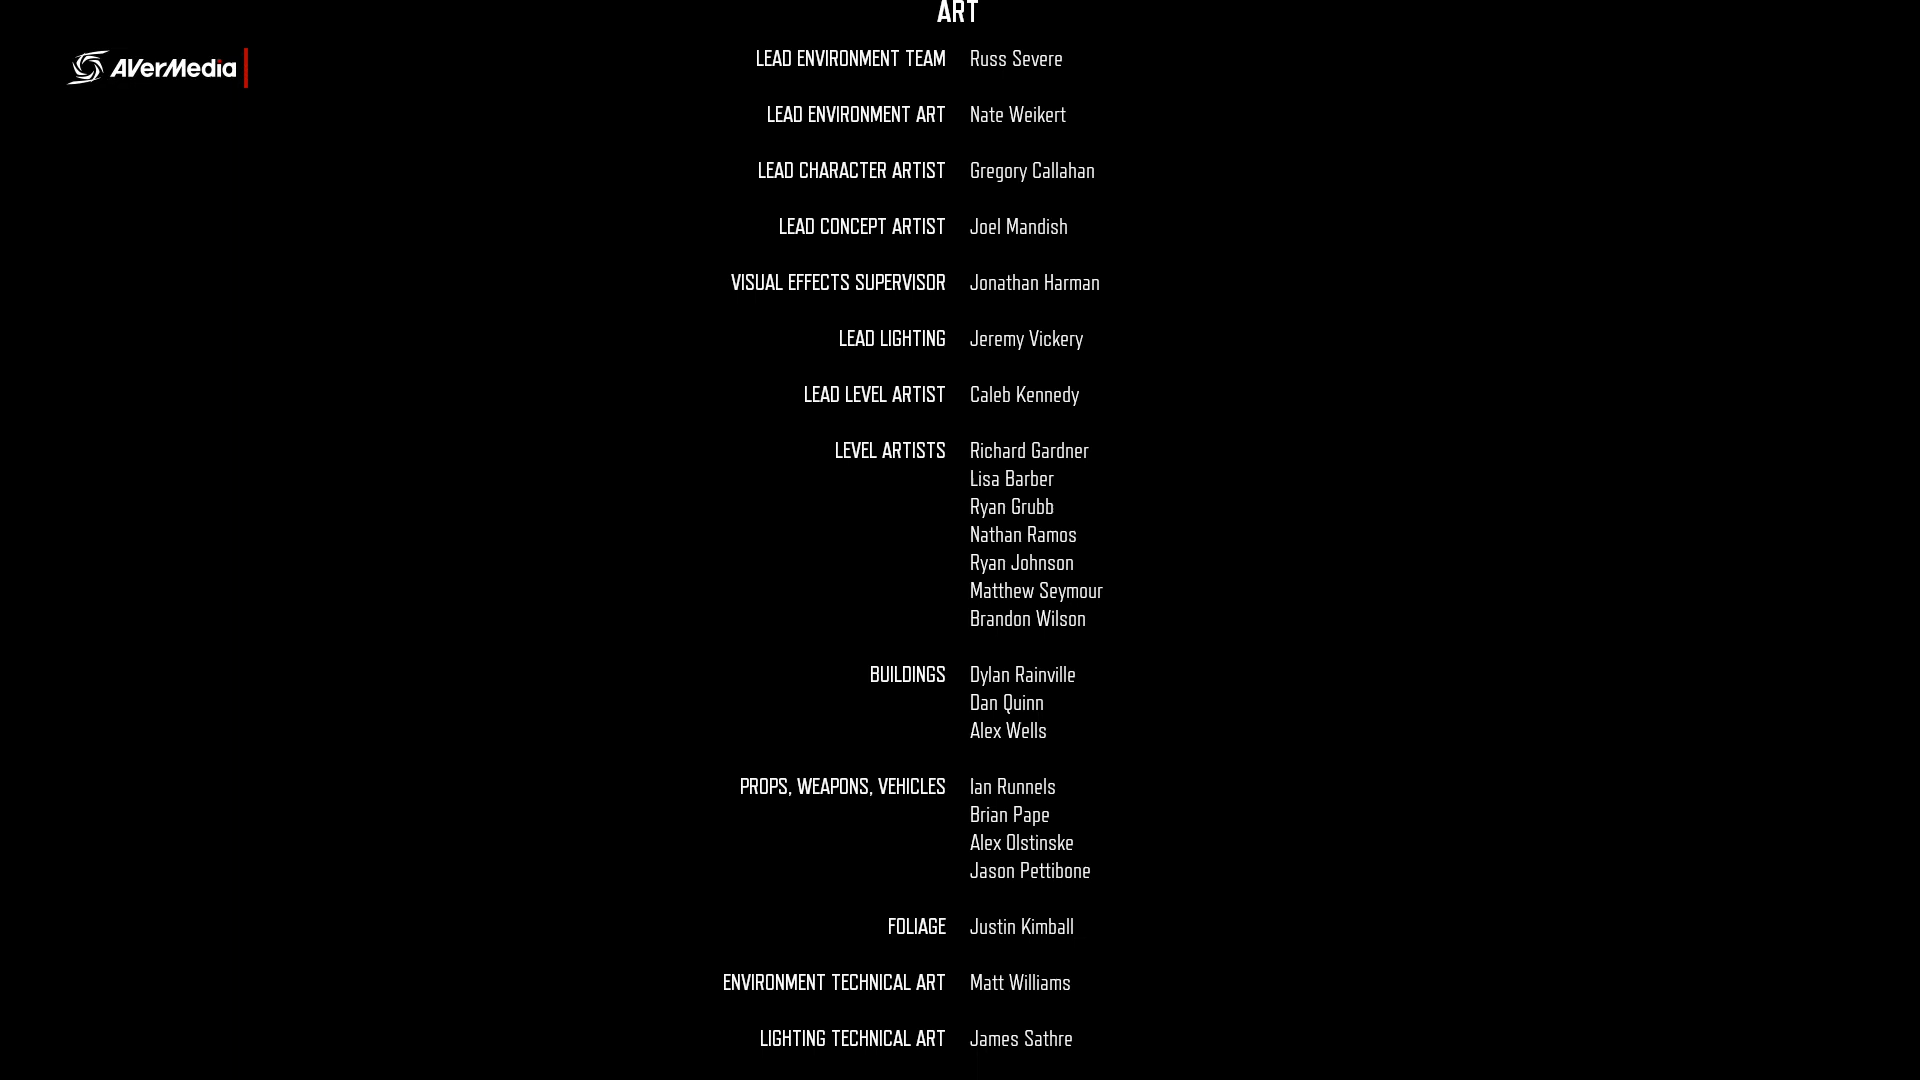 ART
AVerMedia
LEAD ENVIRONMENT TEAM Russ Severe
LEAD ENVIRONMENT ART Nate Weikert
LEAD CHARACTER ARTIST Gregory Callahan
LEAD CONCEPT ARTIST Joel Mandish
VISUAL EFFECTS SUPERVISOR Jonathan Harman
LEAD LIGHTING Jeremy Vickery
LEAD LEVEL ARTIST Caleb Kennedy
LEVEL ARTISTS Richard Gardner
Lisa Barber
Ryan Grubb
Nathan Ramos
Ryan Johnson
Matthew Seymour
Brandon Wilson
BUILDINGS Dylan Rainville
Dan Quinn
Alex Wells
PROPS, WEAPONS, VEHICLES Ian Runnels
Brian Pape
Alex Olstinske
Jason Pettibone
FOLIAGE Justin Kimball
ENVIRONMENT TECHNICAL ART Matt Williams
LIGHTING TECHNICAL ART James Sathre